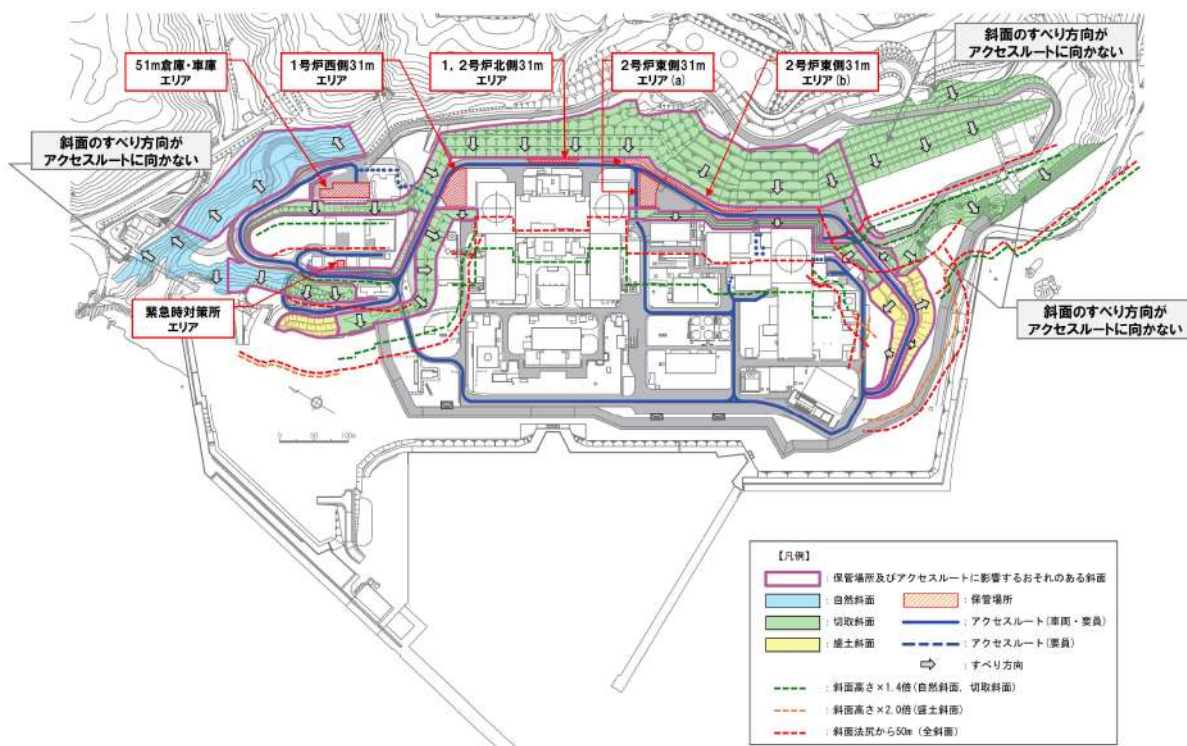 斜面のすべり方向が
アクセスルートに向かない
51m倉庫・車庫
エリア
1号炉西側31m
エリア
1,2号炉北側31m
エリア
2号炉東側31m
エリア(a)
2号炉東側31m
エリア(b)
斜面のすべり方向が
アクセスルートに向かない
緊急時対策所
エリア
斜面のすべり方向が
アクセスルートに向かない
0 50 100m
【凡例】
:保管場所及びアクセスルートに影響するおそれのある斜面
:自然斜面
:保管場所
:切取斜面
:アクセスルート(車両・要員)
:盛土斜面
:アクセスルート(要員)
:すべり方向
:斜面高さ×1.4倍(自然斜面,切取斜面)
:斜面高さ×2.0倍(盛土斜面)
:斜面法尻から50m(全斜面)